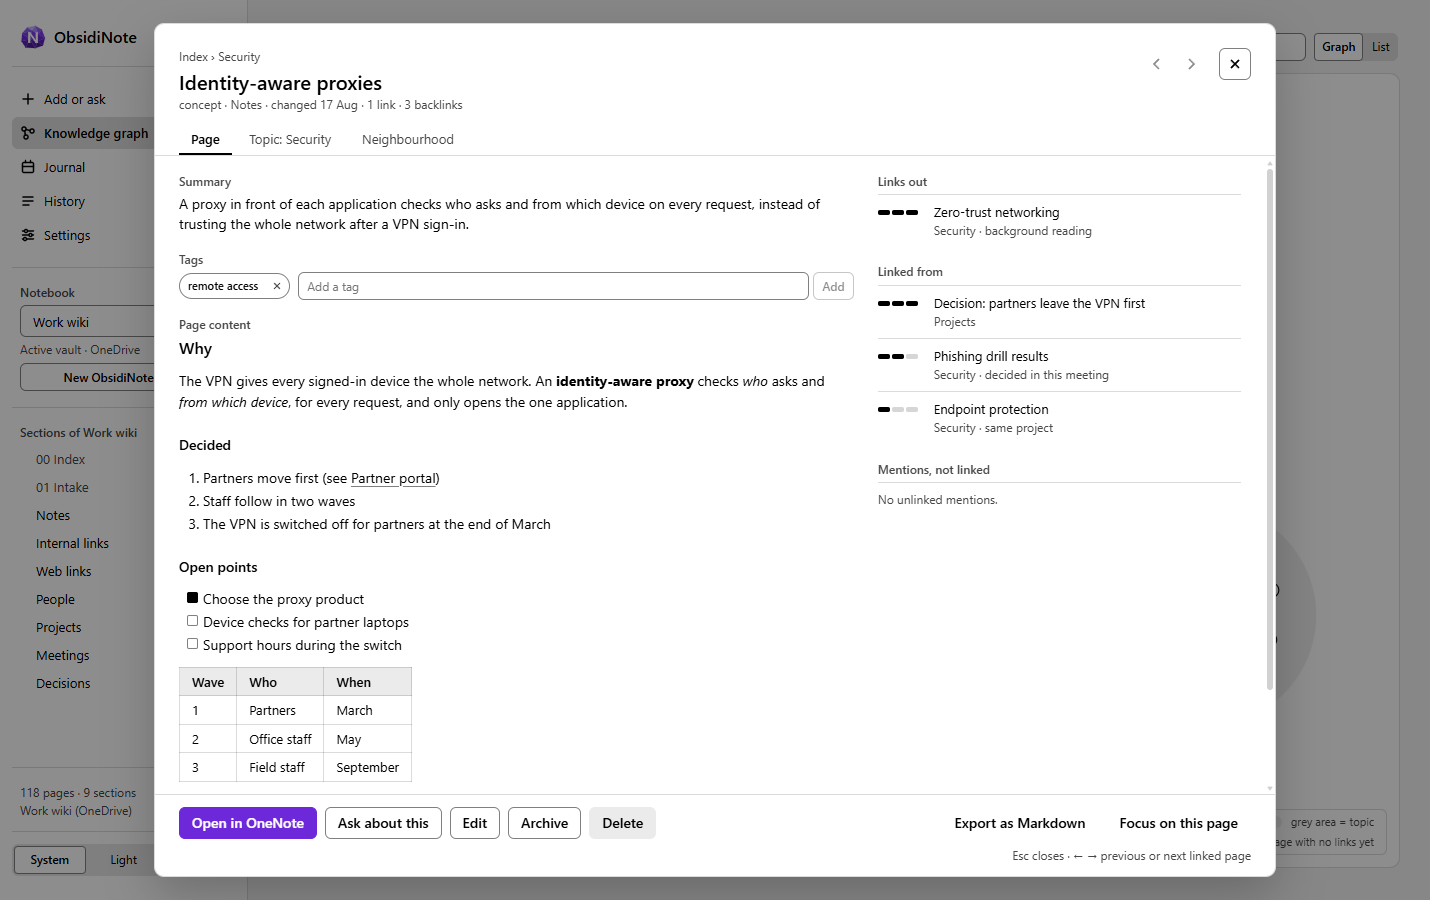 ObsidiNote
Add or ask
Knowledge graph
Journal
History
Settings
Notebook
Work wiki
Active vault · OneDrive
New ObsidiNote
Sections of Work wiki
00 Index
01 Intake
Notes
Internal links
Web links
People
Projects
Meetings
Decisions
118 pages · 9 sections
Work wiki (OneDrive)
System Light
Graph List
Index › Security
Identity-aware proxies
concept · Notes · changed 17 Aug · 1 link · 3 backlinks
Page Topic: Security Neighbourhood
Summary
A proxy in front of each application checks who asks and from which device on every request, instead of
trusting the whole network after a VPN sign-in.
Tags
remote access × Add a tag Add
Page content
Why
The VPN gives every signed-in device the whole network. An identity-aware proxy checks who asks and
from which device, for every request, and only opens the one application.
Decided
1. Partners move first (see Partner portal)
2. Staff follow in two waves
3. The VPN is switched off for partners at the end of March
Open points
Choose the proxy product
Device checks for partner laptops
Support hours during the switch
Wave Who When
1 Partners March
2 Office staff May
3 Field staff September
Links out
Zero-trust networking
Security · background reading
Linked from
Decision: partners leave the VPN first
Projects
Phishing drill results
Security · decided in this meeting
Endpoint protection
Security · same project
Mentions, not linked
No unlinked mentions.
Open in OneNote Ask about this Edit Archive Delete Export as Markdown Focus on this page
Esc closes · ← → previous or next linked page
grey area = topic
age with no links yet